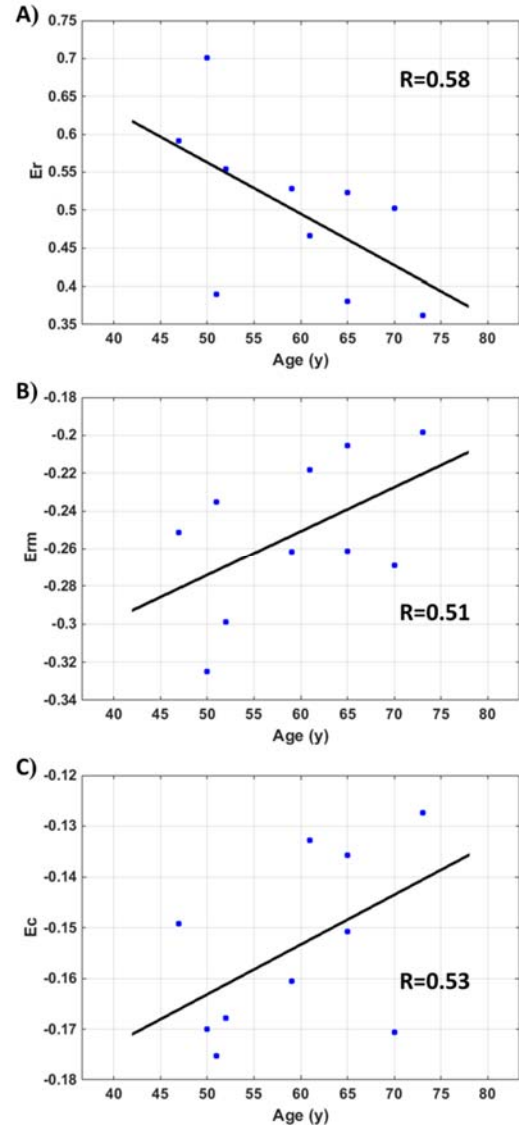 A)
0.7
R=0.58
0.65
0.6
Er
0.55
0.5
0.45
0.4
0.35
40 45 50 55 60 65 70 75 80
Age (y)
B)
-0.18
-0.2
-0.22
-0.24
Erm
-0.26
-0.28
R=0.51
-0.3
-0.32
-0.34
40 45 50 55 60 65 70 75 80
Age (y)
C)
-0.12
-0.13
-0.14
Ec
-0.15
-0.16
R=0.53
-0.17
-0.18
40 45 50 55 60 65 70 75 80
Age (y)